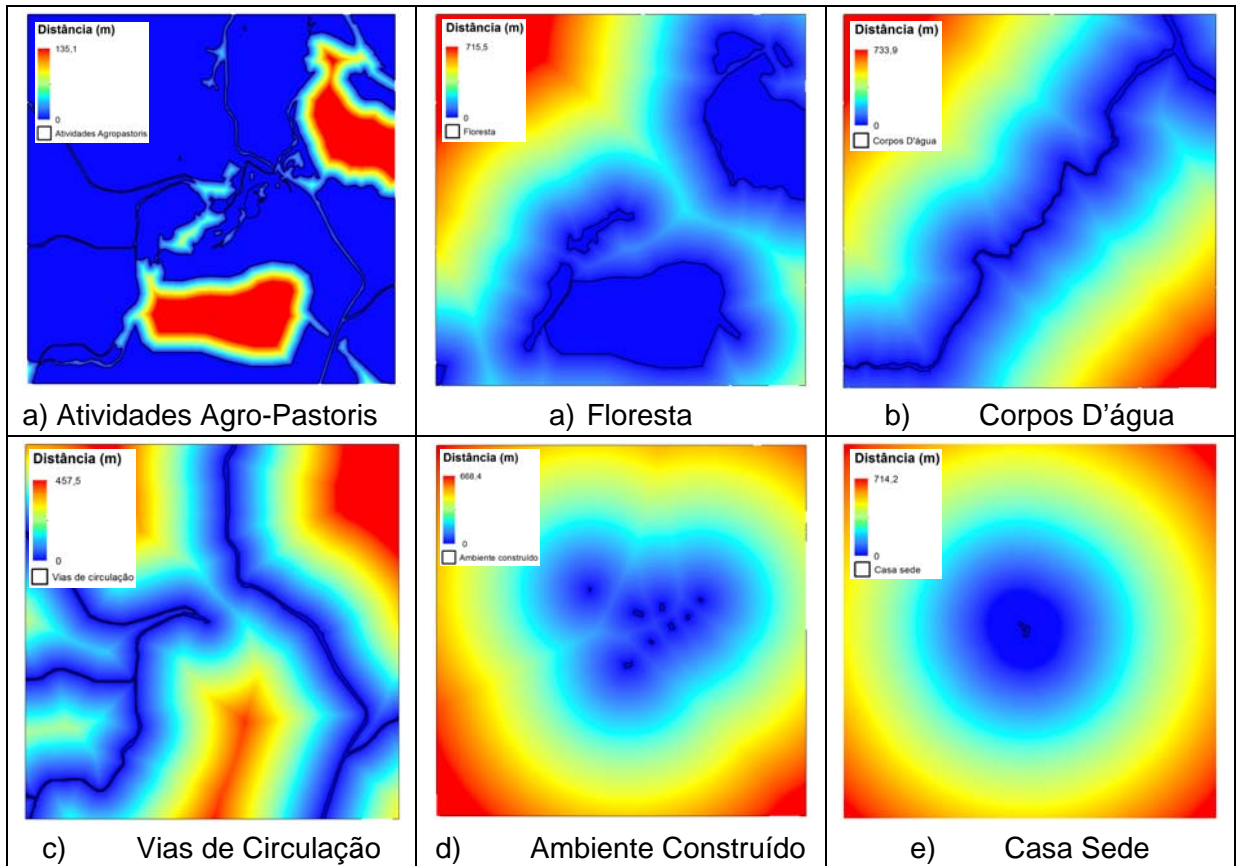 Distância (m)
135,1
0
Atividades Agropastoris
a) Atividades Agro-Pastoris
Distância (m)
715,5
0
Floresta
a) Floresta
Distância (m)
733,9
0
Corpos D'água
b) Corpos D’água
Distância (m)
457,5
0
Vias de circulação
c) Vias de Circulação
Distância (m)
668,4
0
Ambiente construído
d) Ambiente Construído
Distância (m)
714,2
0
Casa sede
e) Casa Sede